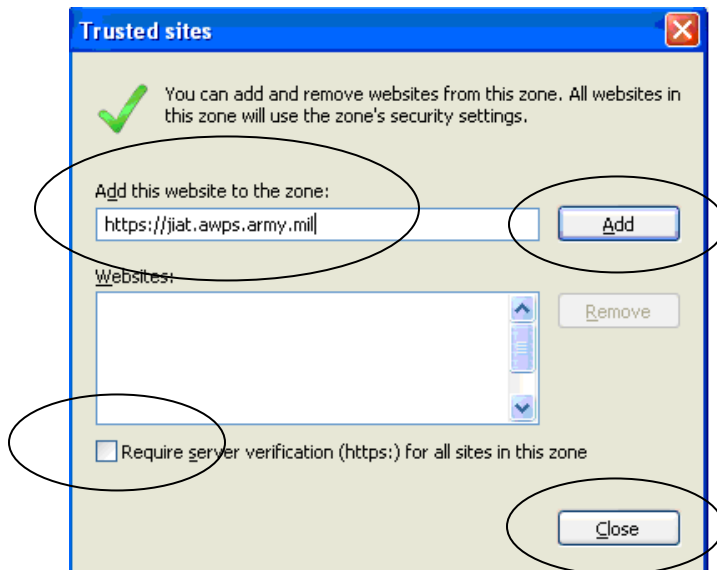 Trusted sites
You can add and remove websites from this zone. All websites in
this zone will use the zone's security settings.
Add this website to the zone:
https://jiat.awps.army.mil
Add
Websites:
Remove
Require server verification (https:) for all sites in this zone
Close